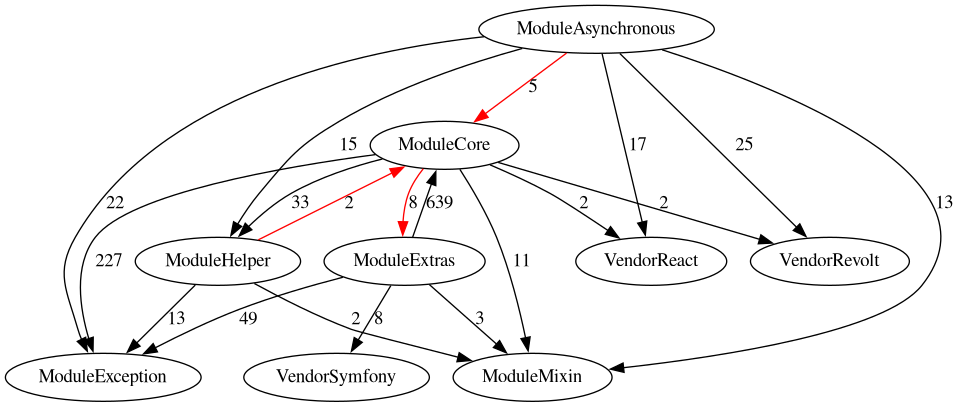 ModuleAsynchronous
5
ModuleCore
15
17
25
22
33
2
8
639
2
2
13
227
11
ModuleHelper
ModuleExtras
VendorReact
VendorRevolt
13
49
2
8
3
ModuleException
VendorSymfony
ModuleMixin